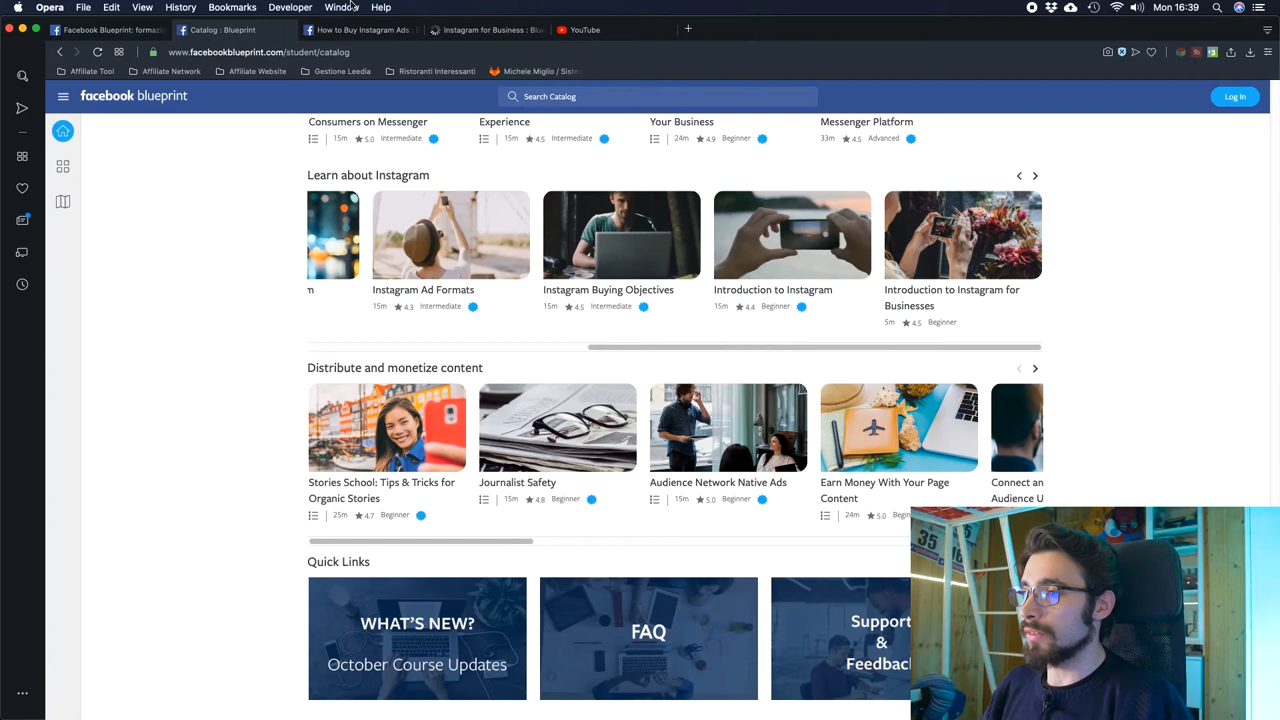 Opera File Edit View History Bookmarks Developer Window Help Mon 16:39
Facebook Blueprint: formazi Catalog : Blueprint How to Buy Instagram Ads : Instagram for Business : Blu YouTube
www.facebookblueprint.com/student/catalog
Affiliate Tool Affiliate Network Affiliate Website Gestione Leedia Ristoranti Interessanti Michele Miglio / Siste
facebook blueprint Search Catalog Log In
Consumers on Messenger Experience Your Business Messenger Platform
15m 5.0 Intermediate 15m 4.5 Intermediate 24m 4.9 Beginner 33m 4.5 Advanced
Learn about Instagram
m Instagram Ad Formats Instagram Buying Objectives Introduction to Instagram Introduction to Instagram for
Businesses
15m 4.3 Intermediate 15m 4.5 Intermediate 15m 4.4 Beginner
5m 4.5 Beginner
Distribute and monetize content
Stories School: Tips & Tricks for Journalist Safety Audience Network Native Ads Earn Money With Your Page Connect an
Organic Stories Content Audience U
15m 4.8 Beginner 15m 5.0 Beginner
25m 4.7 Beginner 24m 5.0 Begin
Quick Links
WHAT'S NEW?
October Course Updates
FAQ
Support
&
Feedback
35